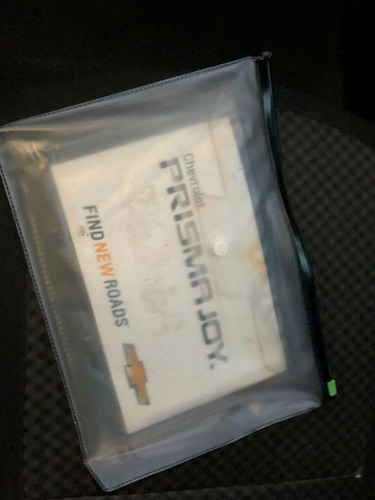 Chevrolet
PRISMA JOY.
FIND NEW ROADS